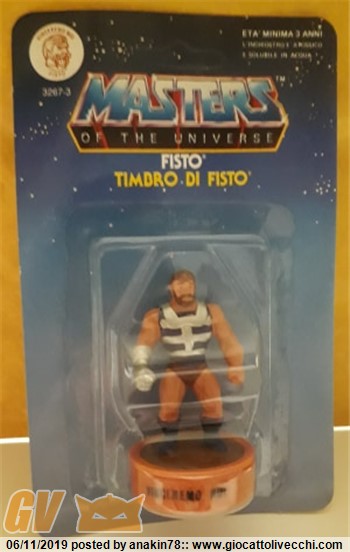 3267-3
ETA' MINIMA 3 ANNI
L'INCHIOSTRO E' ATOSSICO
E SOLUBILE IN ACQUA
MASTERS™
OF THE UNIVERSE
FISTO
TIMBRO DI FISTO
GV
06/11/2019 posted by anakin78:: @ :: www.giocattolivecchi.com